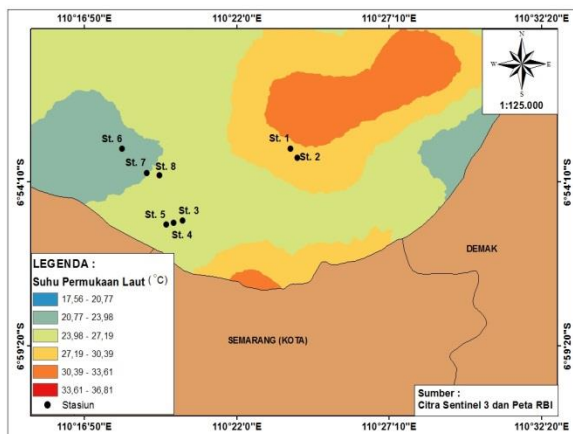 110°16'50"E 110°22'0"E 110°27'10"E 110°32'20"E
N
W E
S
1:125.000
St. 1
St. 2
St. 6
St. 7
St. 8
6°54'10"S 6°54'10"S
St. 3
St. 5
St. 4
DEMAK
LEGENDA :
Suhu Permukaan Laut (°C)
17,56 - 20,77
20,77 - 23,98
23,98 - 27,19
27,19 - 30,39
30,39 - 33,61
33,61 - 36,81
Stasiun
SEMARANG (KOTA)
6°59'20"S 6°59'20"S
Sumber :
Citra Sentinel 3 dan Peta RBI
110°16'50"E 110°22'0"E 110°27'10"E 110°32'20"E